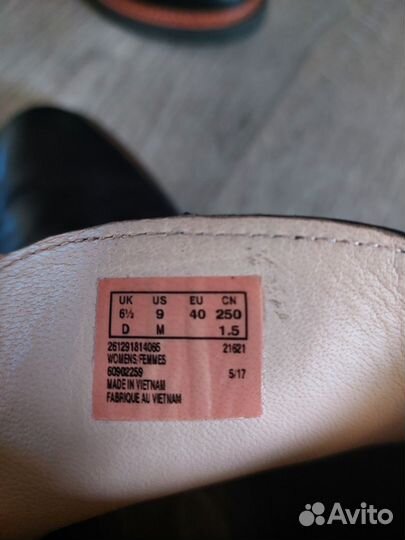 UK US EU CN
6½ 9 40 250
D M 1.5
261291814065 21621
WOMENS/FEMMES
60902259 5/17
MADE IN VIETNAM
FABRIQUE AU VIETNAM
Avito